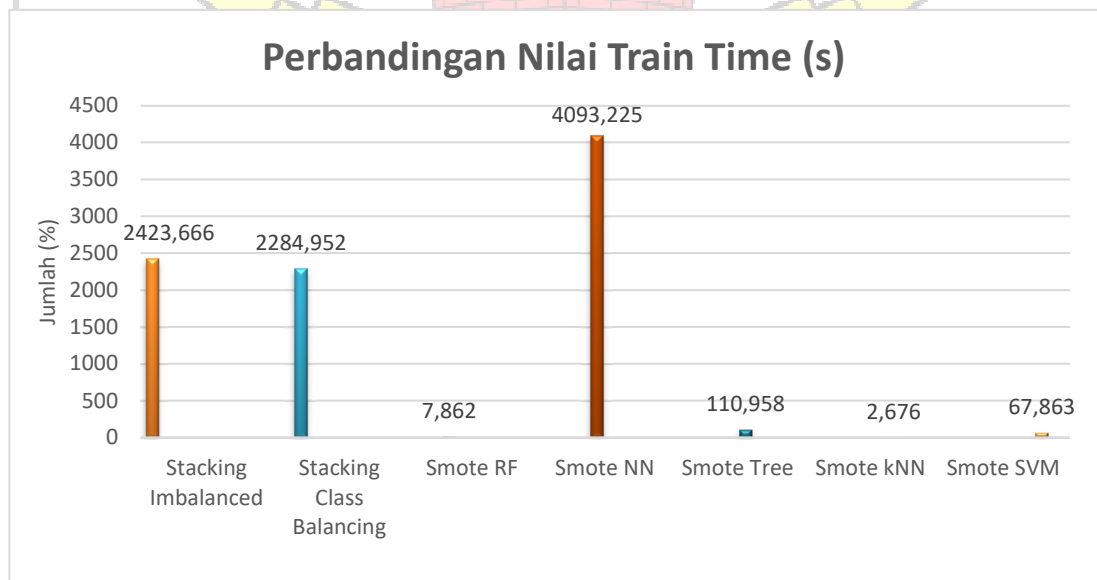 Perbandingan Nilai Train Time (s)
Jumlah (%)
4500
4000
3500
3000
2500
2000
1500
1000
500
0
2423,666
2284,952
7,862
4093,225
110,958
2,676
67,863
Stacking
Imbalanced
Stacking
Class
Balancing
Smote RF
Smote NN
Smote Tree
Smote kNN
Smote SVM